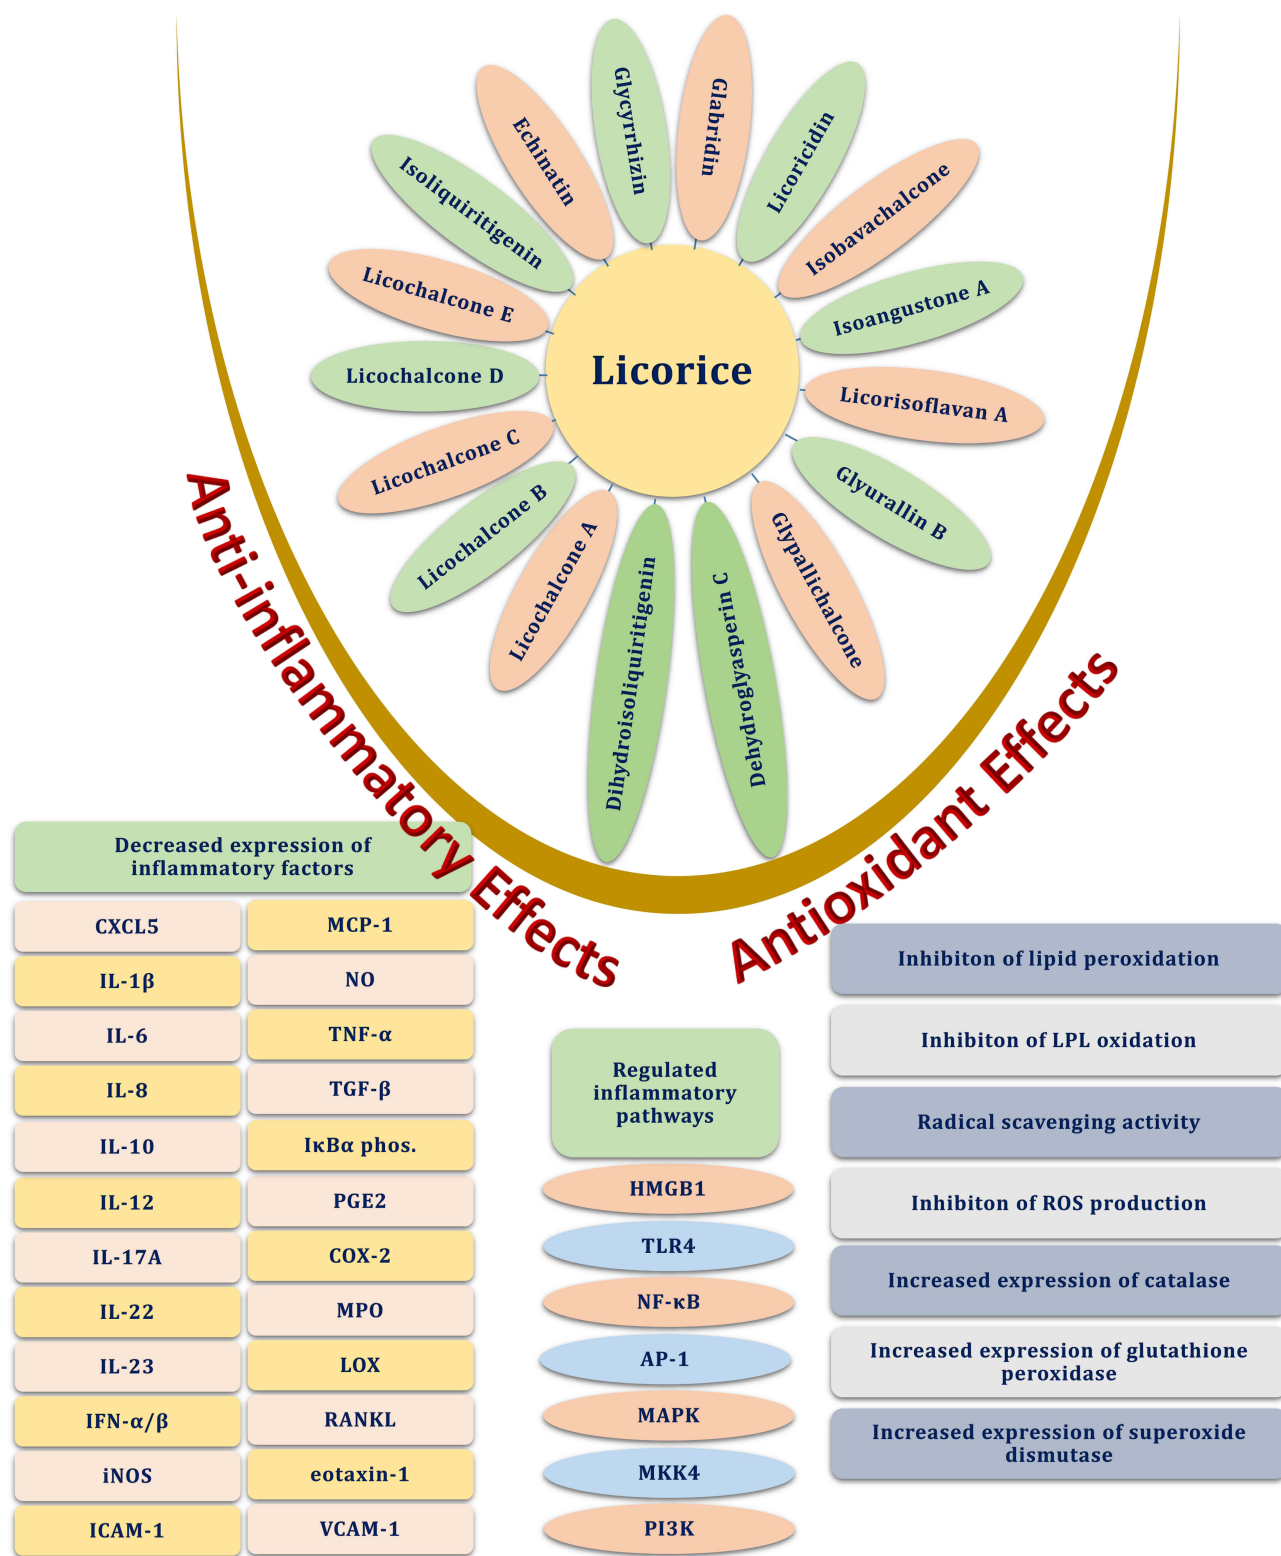 Glycyrrhizin
Glabridin
Licoricidin
Isobavachalcone
Isoangustone A
Licorisoflavan A
Glyurallin B
Glypallichalcone
Dehydroglyasperin C
Dihydroisoliquiritigenin
Licochalcone A
Licochalcone B
Licochalcone C
Licochalcone D
Licochalcone E
Isoliquiritigenin
Echinatin
Licorice
Anti-inflammatory Effects
Antioxidant Effects
Decreased expression of
inflammatory factors
CXCL5
MCP-1
IL-1β
NO
IL-6
TNF-α
IL-8
TGF-β
IL-10
IκBα phos.
IL-12
PGE2
IL-17A
COX-2
IL-22
MPO
IL-23
LOX
IFN-α/β
RANKL
iNOS
eotaxin-1
ICAM-1
VCAM-1
Regulated
inflammatory
pathways
HMGB1
TLR4
NF-κB
AP-1
MAPK
MKK4
PI3K
Inhibiton of lipid peroxidation
Inhibiton of LPL oxidation
Radical scavenging activity
Inhibiton of ROS production
Increased expression of catalase
Increased expression of glutathione
peroxidase
Increased expression of superoxide
dismutase